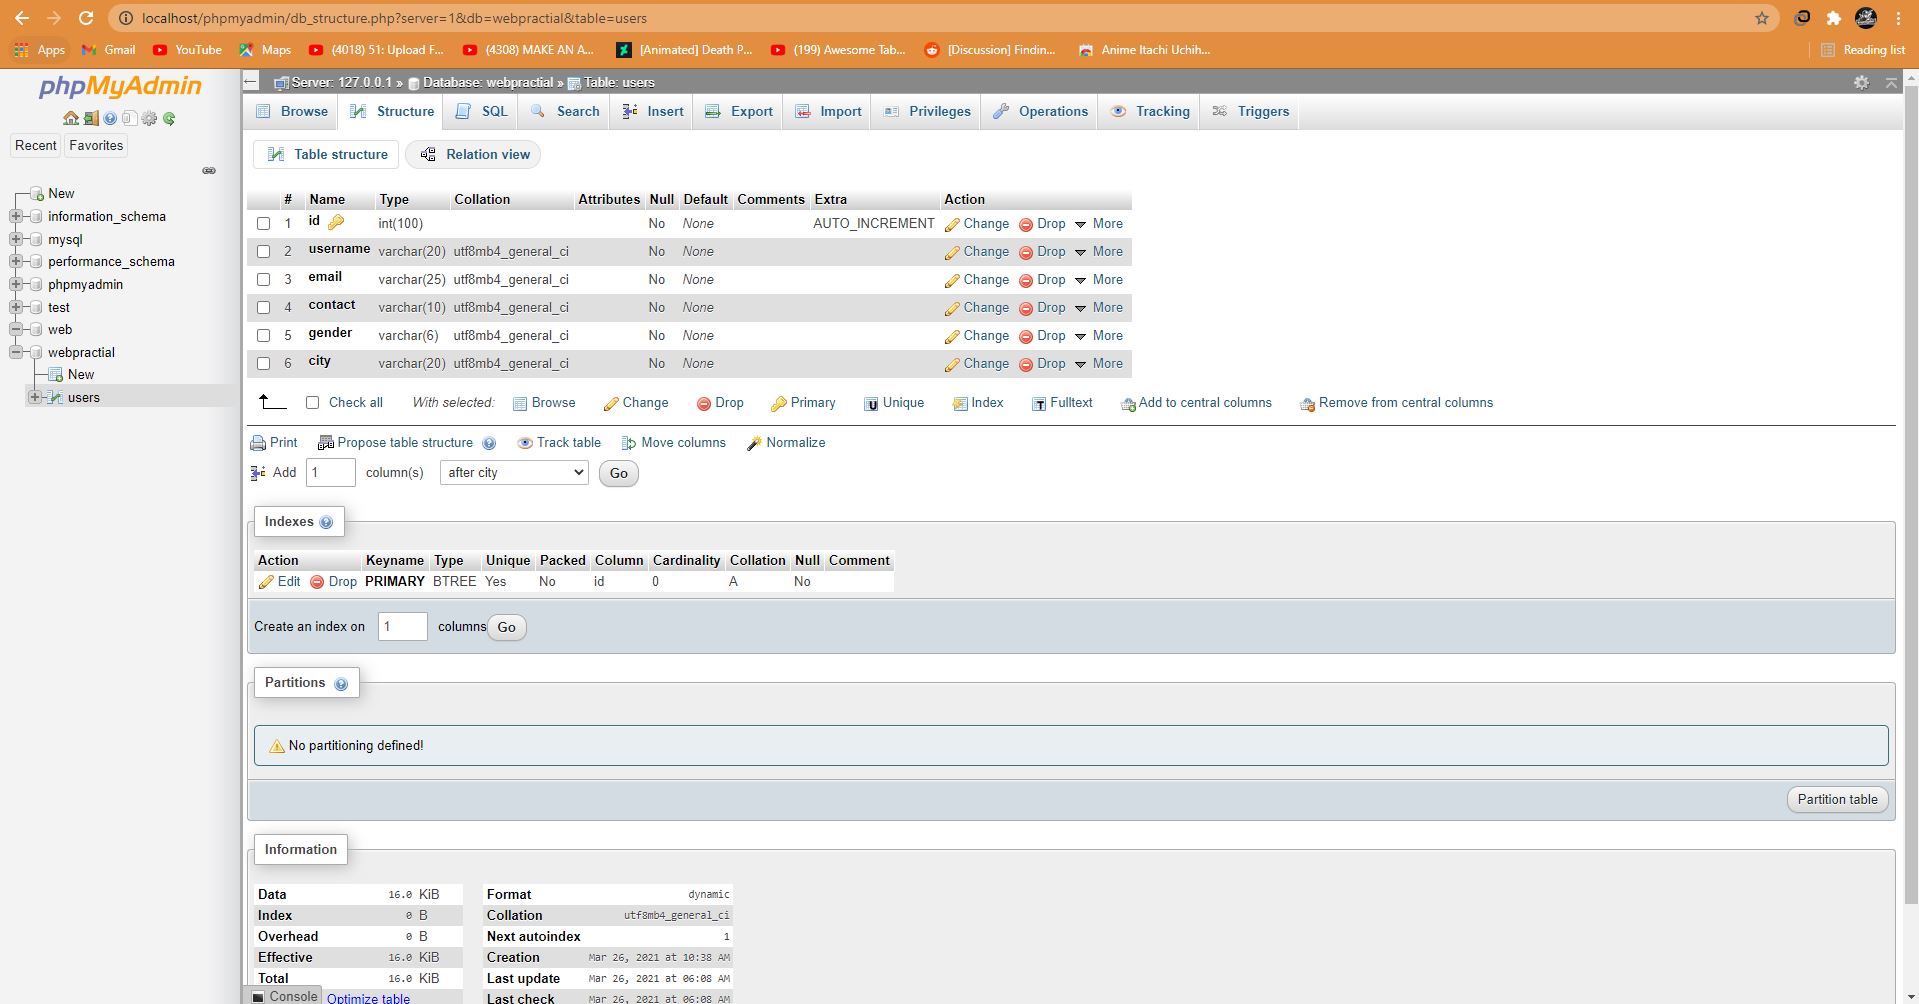 localhost/phpmyadmin/db_structure.php?server=1&db=webpractial&table=users
Apps Gmail YouTube Maps (4018) 51: Upload F... (4308) MAKE AN A... [Animated] Death P... (199) Awesome Tab... [Discussion] Findin... Anime Itachi Uchih... Reading list
phpMyAdmin
Recent Favorites
New
information_schema
mysql
performance_schema
phpmyadmin
test
web
webpractial
New
users
Server: 127.0.0.1 » Database: webpractial » Table: users
Browse Structure SQL Search Insert Export Import Privileges Operations Tracking Triggers
Table structure Relation view
# Name Type Collation Attributes Null Default Comments Extra Action
1 id int(100) No None AUTO_INCREMENT Change Drop More
2 username varchar(20) utf8mb4_general_ci No None Change Drop More
3 email varchar(25) utf8mb4_general_ci No None Change Drop More
4 contact varchar(10) utf8mb4_general_ci No None Change Drop More
5 gender varchar(6) utf8mb4_general_ci No None Change Drop More
6 city varchar(20) utf8mb4_general_ci No None Change Drop More
Check all With selected: Browse Change Drop Primary Unique Index Fulltext Add to central columns Remove from central columns
Print Propose table structure Track table Move columns Normalize
Add 1 column(s) after city Go
Indexes
Action Keyname Type Unique Packed Column Cardinality Collation Null Comment
Edit Drop PRIMARY BTREE Yes No id 0 A No
Create an index on 1 columns Go
Partitions
No partitioning defined!
Partition table
Information
Data 16.0 KiB
Index 0 B
Overhead 0 B
Effective 16.0 KiB
Total 16.0 KiB
Optimize table
Format dynamic
Collation utf8mb4_general_ci
Next autoindex 1
Creation Mar 26, 2021 at 10:38 AM
Last update Mar 26, 2021 at 06:08 AM
Last check Mar 26, 2021 at 06:08 AM
Console